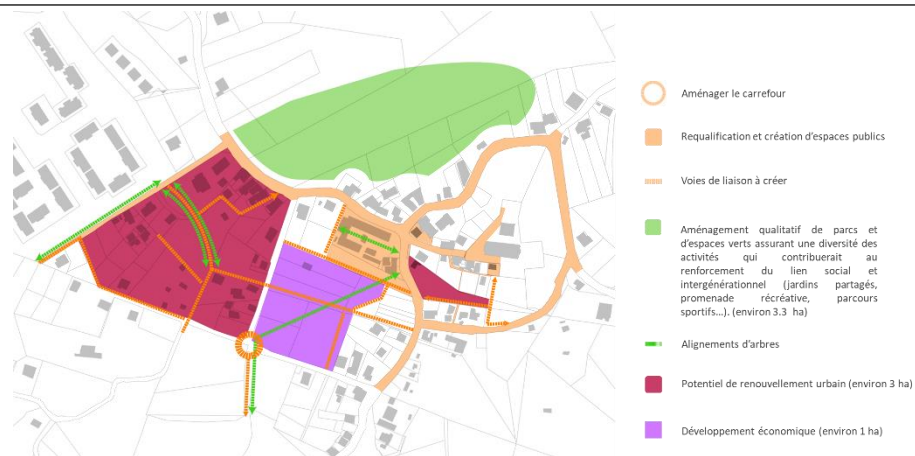 Aménager le carrefour
Requalification et création d'espaces publics
Voies de liaison à créer
Aménagement qualitatif de parcs et
d'espaces verts assurant une diversité des
activités qui contribuerait au
renforcement du lien social et
intergénérationnel (jardins partagés,
promenade récréative, parcours
sportifs...). (environ 3.3 ha)
Alignements d'arbres
Potentiel de renouvellement urbain (environ 3 ha)
Développement économique (environ 1 ha)